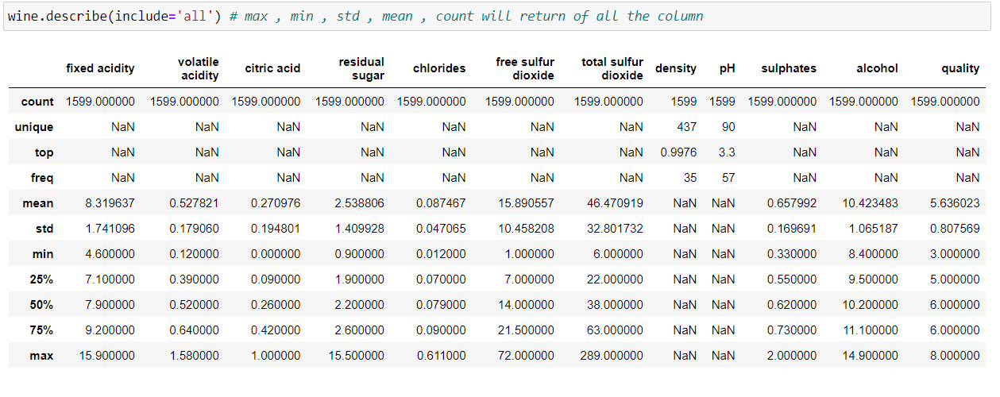 wine.describe(include='all') # max , min , std , mean , count will return of all the column
fixed acidity volatile acidity citric acid residual sugar chlorides free sulfur dioxide total sulfur dioxide density pH sulphates alcohol quality
count 1599.000000 1599.000000 1599.000000 1599.000000 1599.000000 1599.000000 1599.000000 1599 1599 1599.000000 1599.000000 1599.000000
unique NaN NaN NaN NaN NaN NaN NaN 437 90 NaN NaN NaN
top NaN NaN NaN NaN NaN NaN NaN 0.9976 3.3 NaN NaN NaN
freq NaN NaN NaN NaN NaN NaN NaN 35 57 NaN NaN NaN
mean 8.319637 0.527821 0.270976 2.538806 0.087467 15.890557 46.470919 NaN NaN 0.657992 10.423483 5.636023
std 1.741096 0.179060 0.194801 1.409928 0.047065 10.458208 32.801732 NaN NaN 0.169691 1.065187 0.807569
min 4.600000 0.120000 0.000000 0.900000 0.012000 1.000000 6.000000 NaN NaN 0.330000 8.400000 3.000000
25% 7.100000 0.390000 0.090000 1.900000 0.070000 7.000000 22.000000 NaN NaN 0.550000 9.500000 5.000000
50% 7.900000 0.520000 0.260000 2.200000 0.079000 14.000000 38.000000 NaN NaN 0.620000 10.200000 6.000000
75% 9.200000 0.640000 0.420000 2.600000 0.090000 21.500000 63.000000 NaN NaN 0.730000 11.100000 6.000000
max 15.900000 1.580000 1.000000 15.500000 0.611000 72.000000 289.000000 NaN NaN 2.000000 14.900000 8.000000